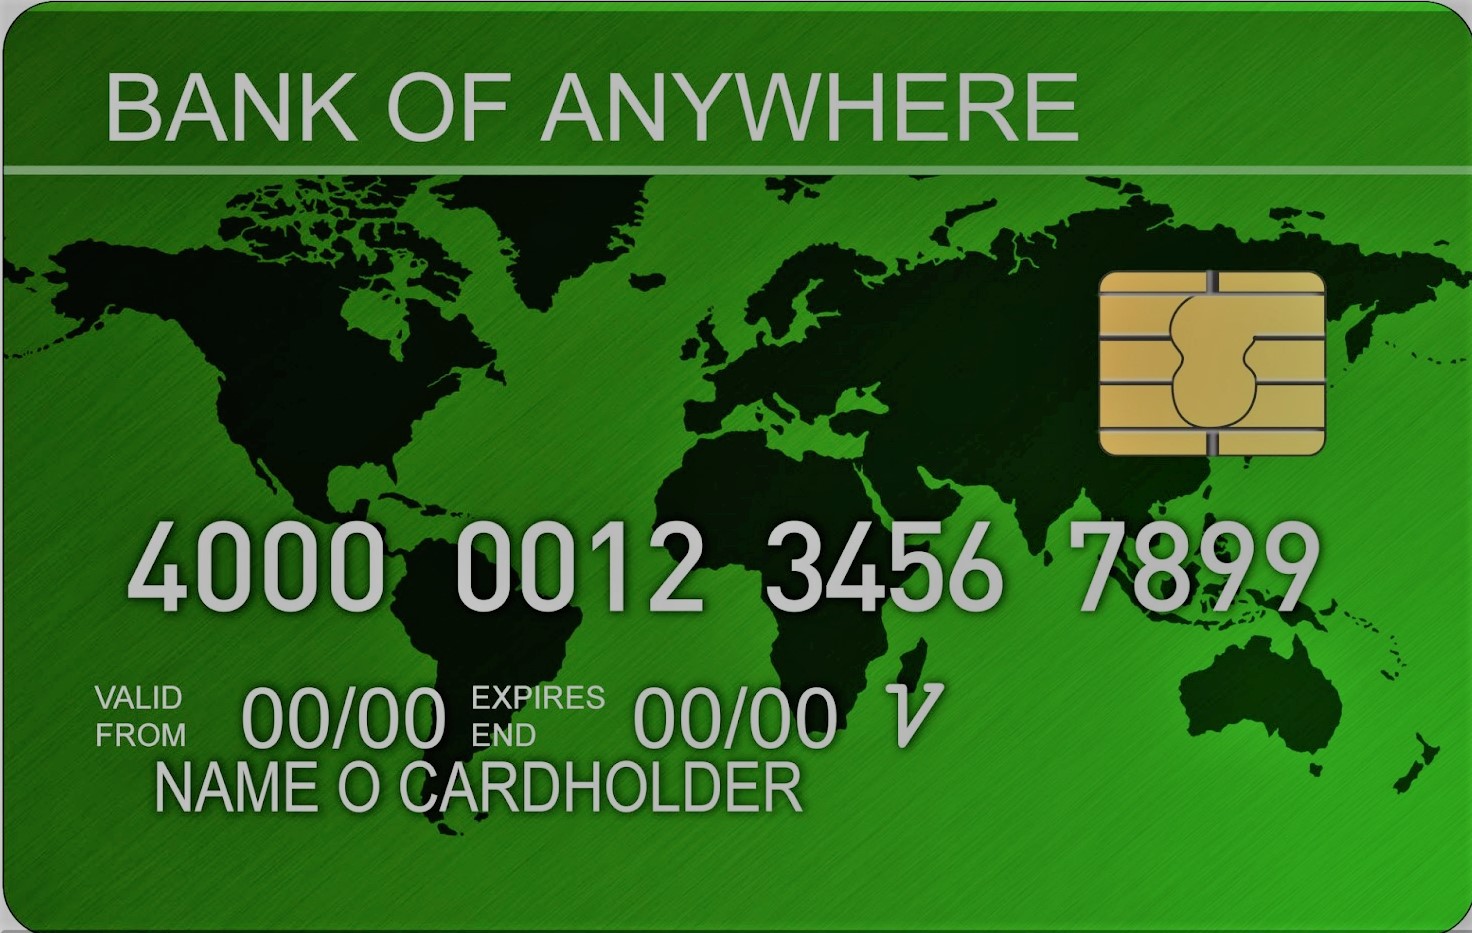 BANK OF ANYWHERE
4000 0012 3456 7899
VALID FROM 00/00 EXPIRES END 00/00 V
NAME O CARDHOLDER